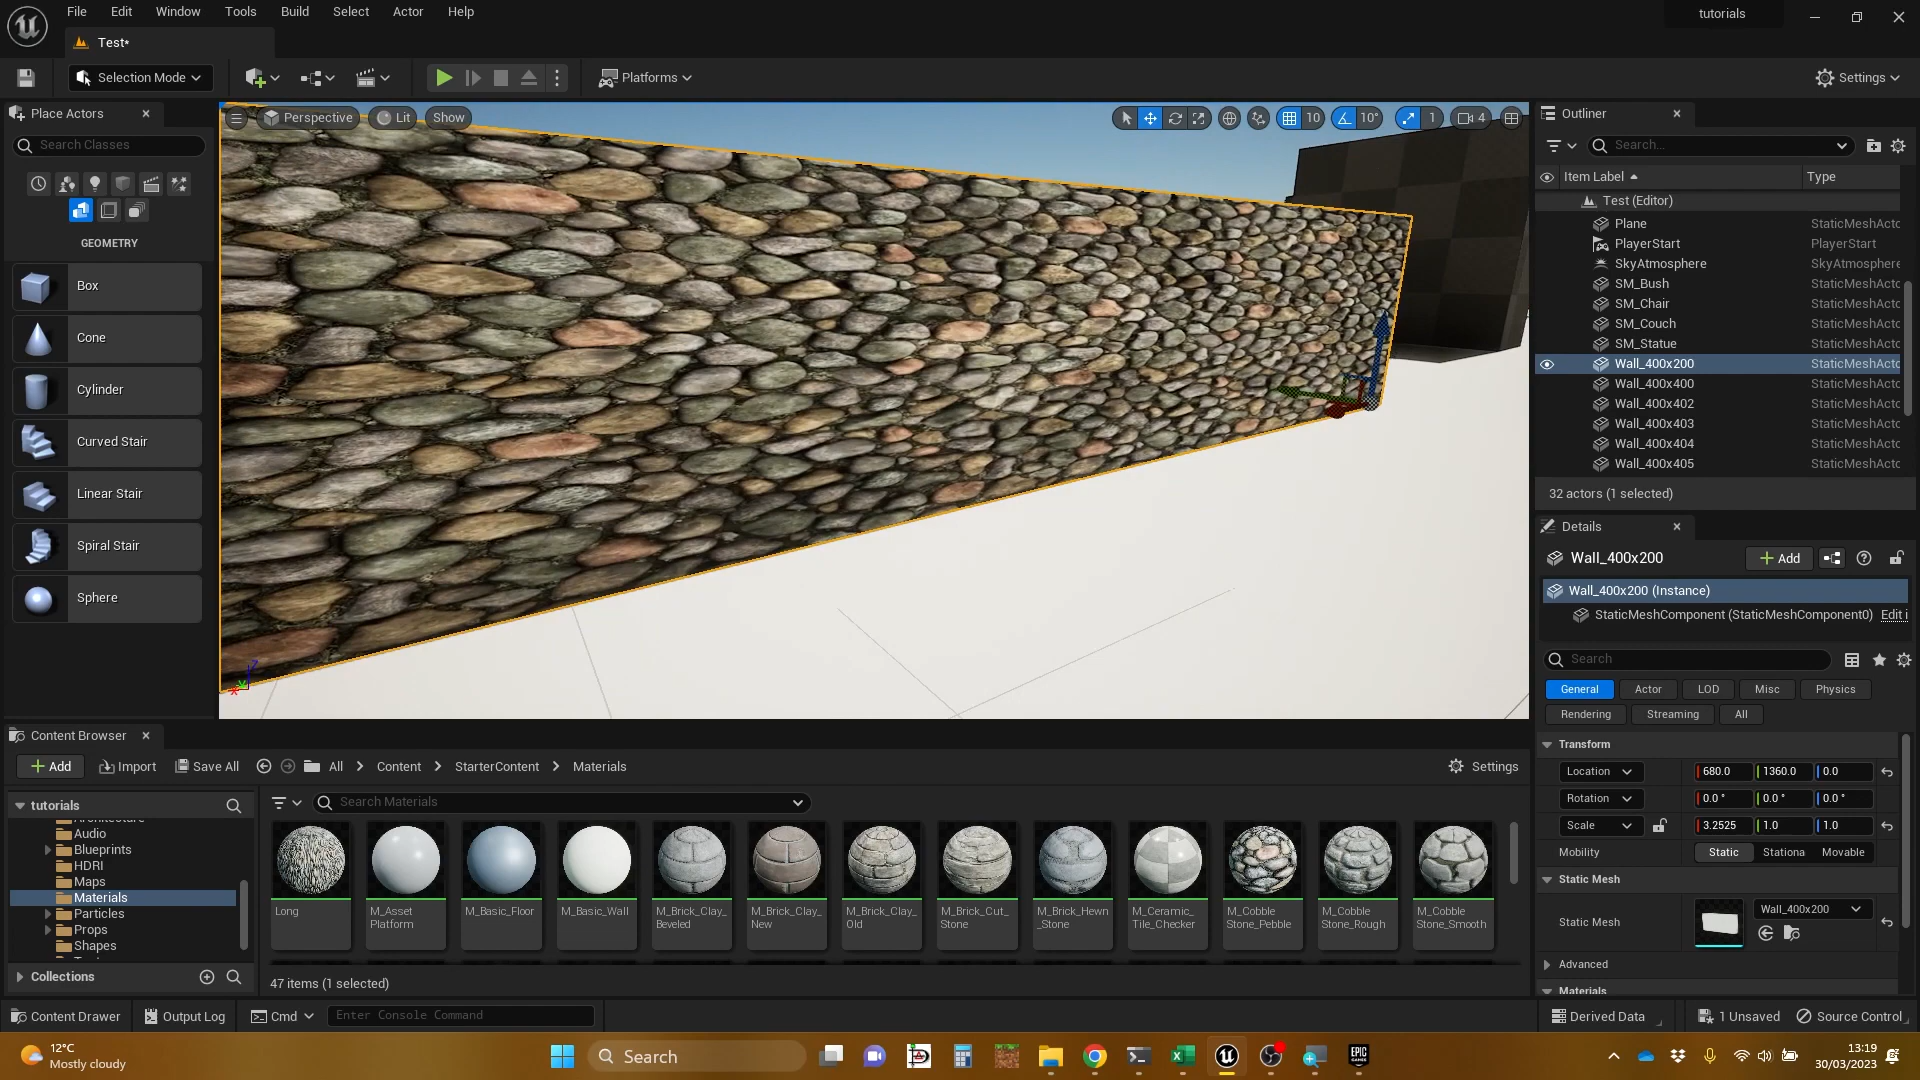 File Edit Window Tools Build Select Actor Help
tutorials
Test*
Selection Mode
Platforms
Settings
Place Actors
Search Classes
GEOMETRY
Box
Cone
Cylinder
Curved Stair
Linear Stair
Spiral Stair
Sphere
Perspective Lit Show
10 10° 1 4
Outliner
Search...
Item Label Type
Test (Editor)
Plane StaticMeshActo
PlayerStart PlayerStart
SkyAtmosphere SkyAtmosphere
SM_Bush StaticMeshActo
SM_Chair StaticMeshActo
SM_Couch StaticMeshActo
SM_Statue StaticMeshActo
Wall_400x200 StaticMeshActo
Wall_400x400 StaticMeshActo
Wall_400x402 StaticMeshActo
Wall_400x403 StaticMeshActo
Wall_400x404 StaticMeshActo
Wall_400x405 StaticMeshActo
32 actors (1 selected)
Details
Wall_400x200
Add
Wall_400x200 (Instance)
StaticMeshComponent (StaticMeshComponent0) Edit i
Search
General Actor LOD Misc Physics
Rendering Streaming All
Transform
Location 680.0 1360.0 0.0
Rotation 0.0 ° 0.0 ° 0.0 °
Scale 3.2525 1.0 1.0
Mobility Static Stationa Movable
Static Mesh
Static Mesh Wall_400x200
Advanced
Materials
Content Browser
Add Import Save All All Content StarterContent Materials Settings
tutorials
Search Materials
Architecture
Audio
Blueprints
HDRI
Maps
Materials
Particles
Props
Shapes
Collections
Long
M_Asset
Platform
M_Basic_Floor
M_Basic_Wall
M_Brick_Clay_
Beveled
M_Brick_Clay_
New
M_Brick_Clay_
Old
M_Brick_Cut_
Stone
M_Brick_Hewn
_Stone
M_Ceramic_
Tile_Checker
M_Cobble
Stone_Pebble
M_Cobble
Stone_Rough
M_Cobble
Stone_Smooth
47 items (1 selected)
Content Drawer Output Log Cmd Enter Console Command
Derived Data 1 Unsaved Source Control
12°C
Mostly cloudy
Search
EPIC
GAMES
13:19
30/03/2023